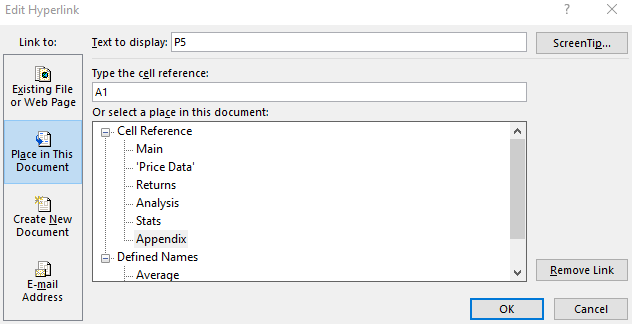 Edit Hyperlink
?
Link to:
Text to display: P5
ScreenTip...
Existing File
or Web Page
Type the cell reference:
A1
Or select a place in this document:
Place in This
Document
Cell Reference
Main
'Price Data'
Returns
Analysis
Stats
Appendix
Defined Names
Average
Create New
Document
E-mail
Address
Remove Link
OK
Cancel